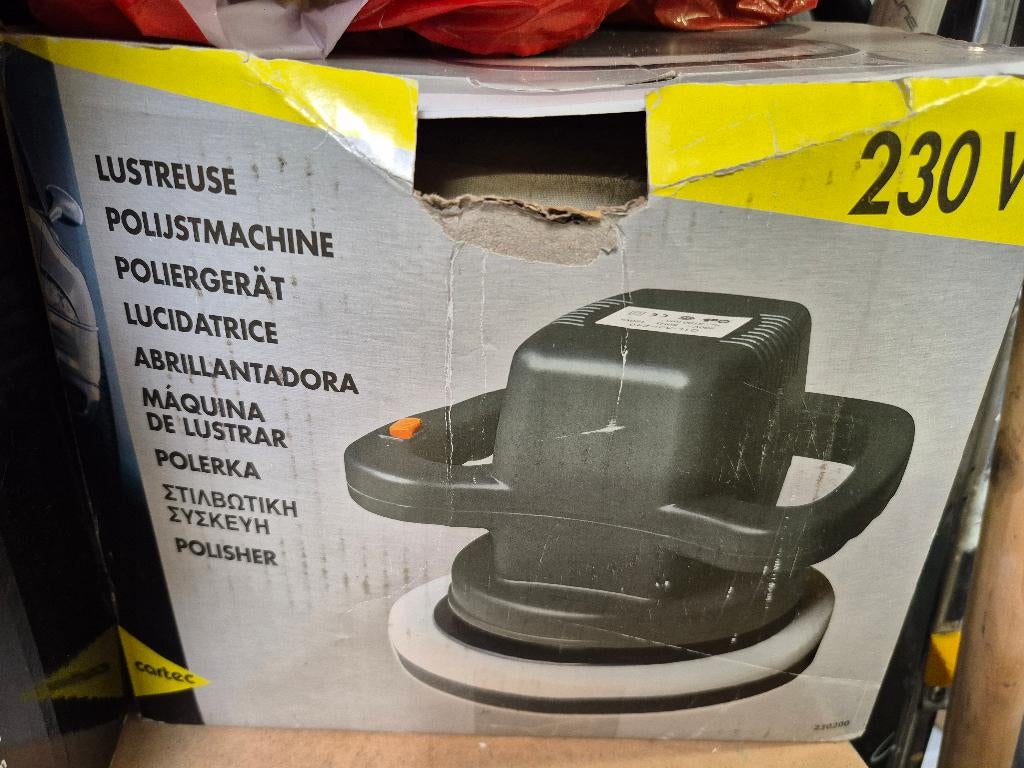 230 V
LUSTREUSE
POLIJSTMACHINE
POLIERGERÄT
LUCIDATRICE
ABRILLANTADORA
MÁQUINA
DE LUSTRAR
POLERKA
ΣΤΙΛΒΩΤΙΚΗ
ΣΥΣΚΕΥΗ
POLISHER
cartec
230200